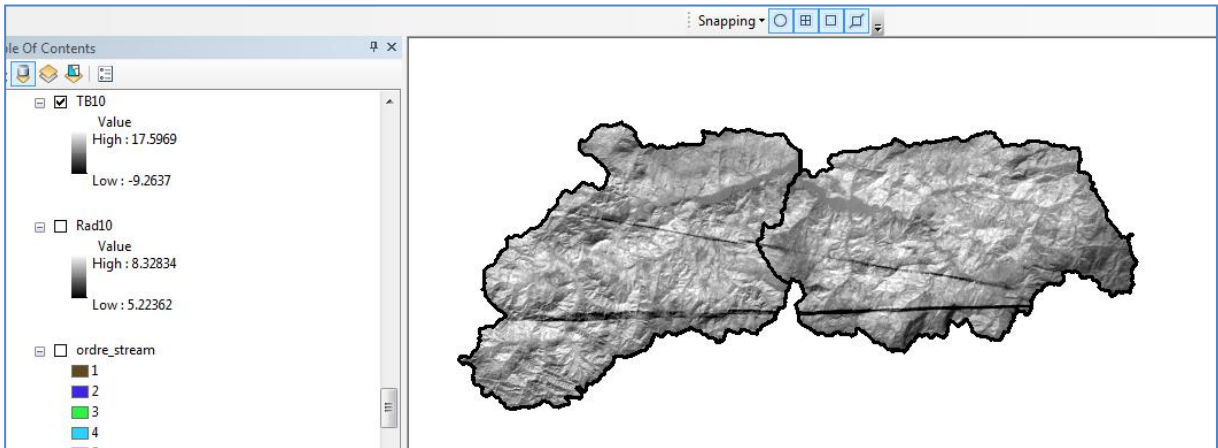 Snapping
le Of Contents
TB10
Value
High : 17.5969
Low : -9.2637
Rad10
Value
High : 8.32834
Low : 5.22362
ordre_stream
1
2
3
4